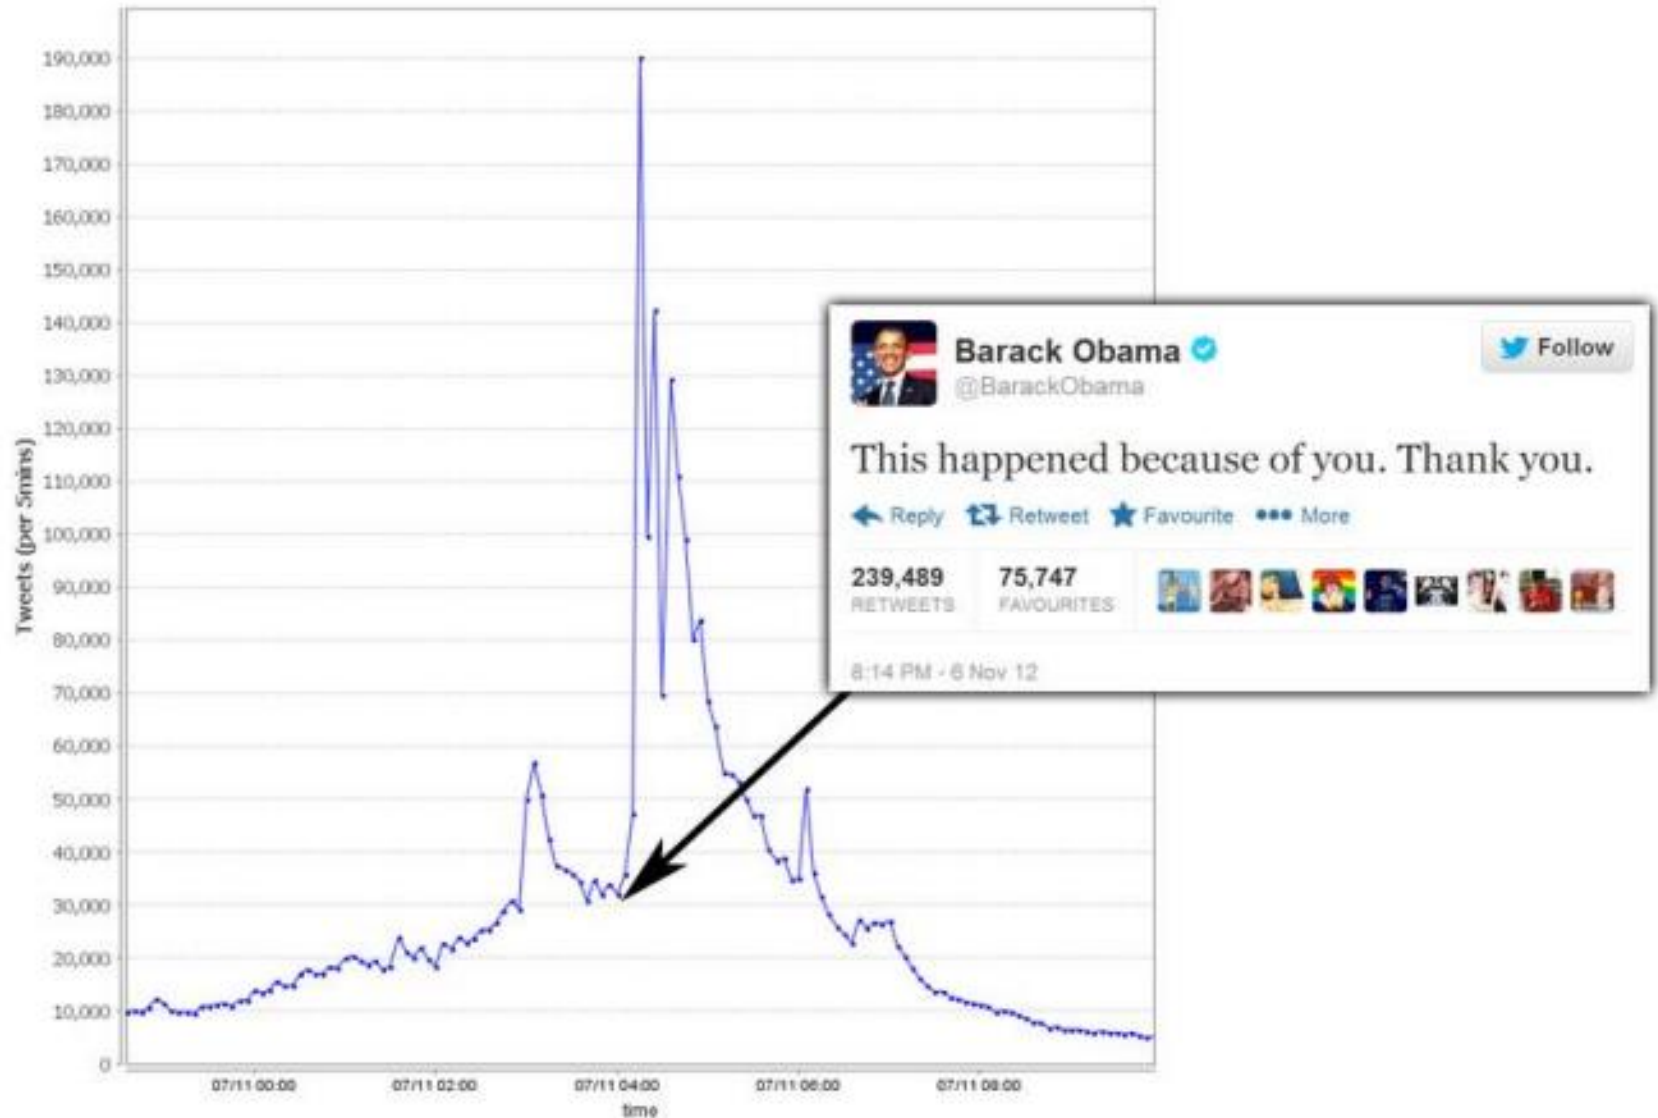 190,000
180,000
170,000
160,000
150,000
140,000
130,000
120,000
110,000
100,000
90,000
80,000
70,000
60,000
50,000
40,000
30,000
20,000
10,000
0
Tweets (per 5mins)
07/11 00:00 07/11 02:00 07/11 04:00 07/11 06:00 07/11 08:00
time
Barack Obama
@BarackObama
Follow
This happened because of you. Thank you.
Reply Retweet Favourite More
239,489 75,747
RETWEETS FAVOURITES
8:14 PM - 6 Nov 12